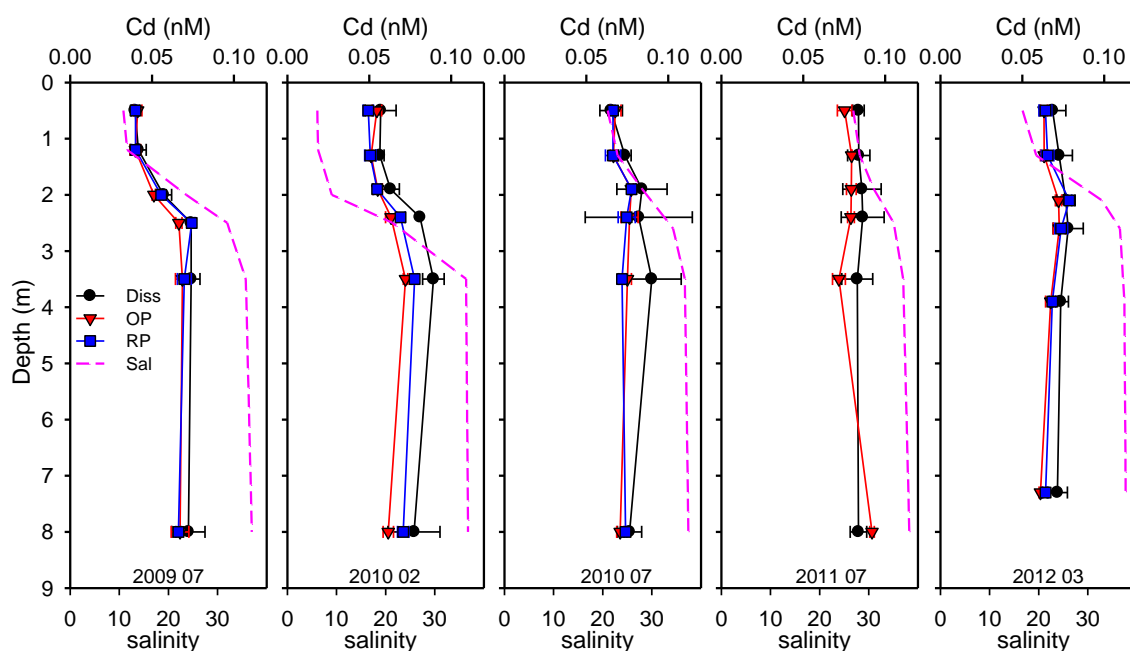 Cd (nM) Cd (nM) Cd (nM) Cd (nM) Cd (nM)
0.00 0.05 0.10 0.00 0.05 0.10 0.00 0.05 0.10 0.00 0.05 0.10 0.00 0.05 0.10
0
1
2
3
4
5
6
7
8
9
Depth (m)
Diss
OP
RP
Sal
2009 07 2010 02 2010 07 2011 07 2012 03
0 10 20 30 0 10 20 30 0 10 20 30 0 10 20 30 0 10 20 30
salinity salinity salinity salinity salinity